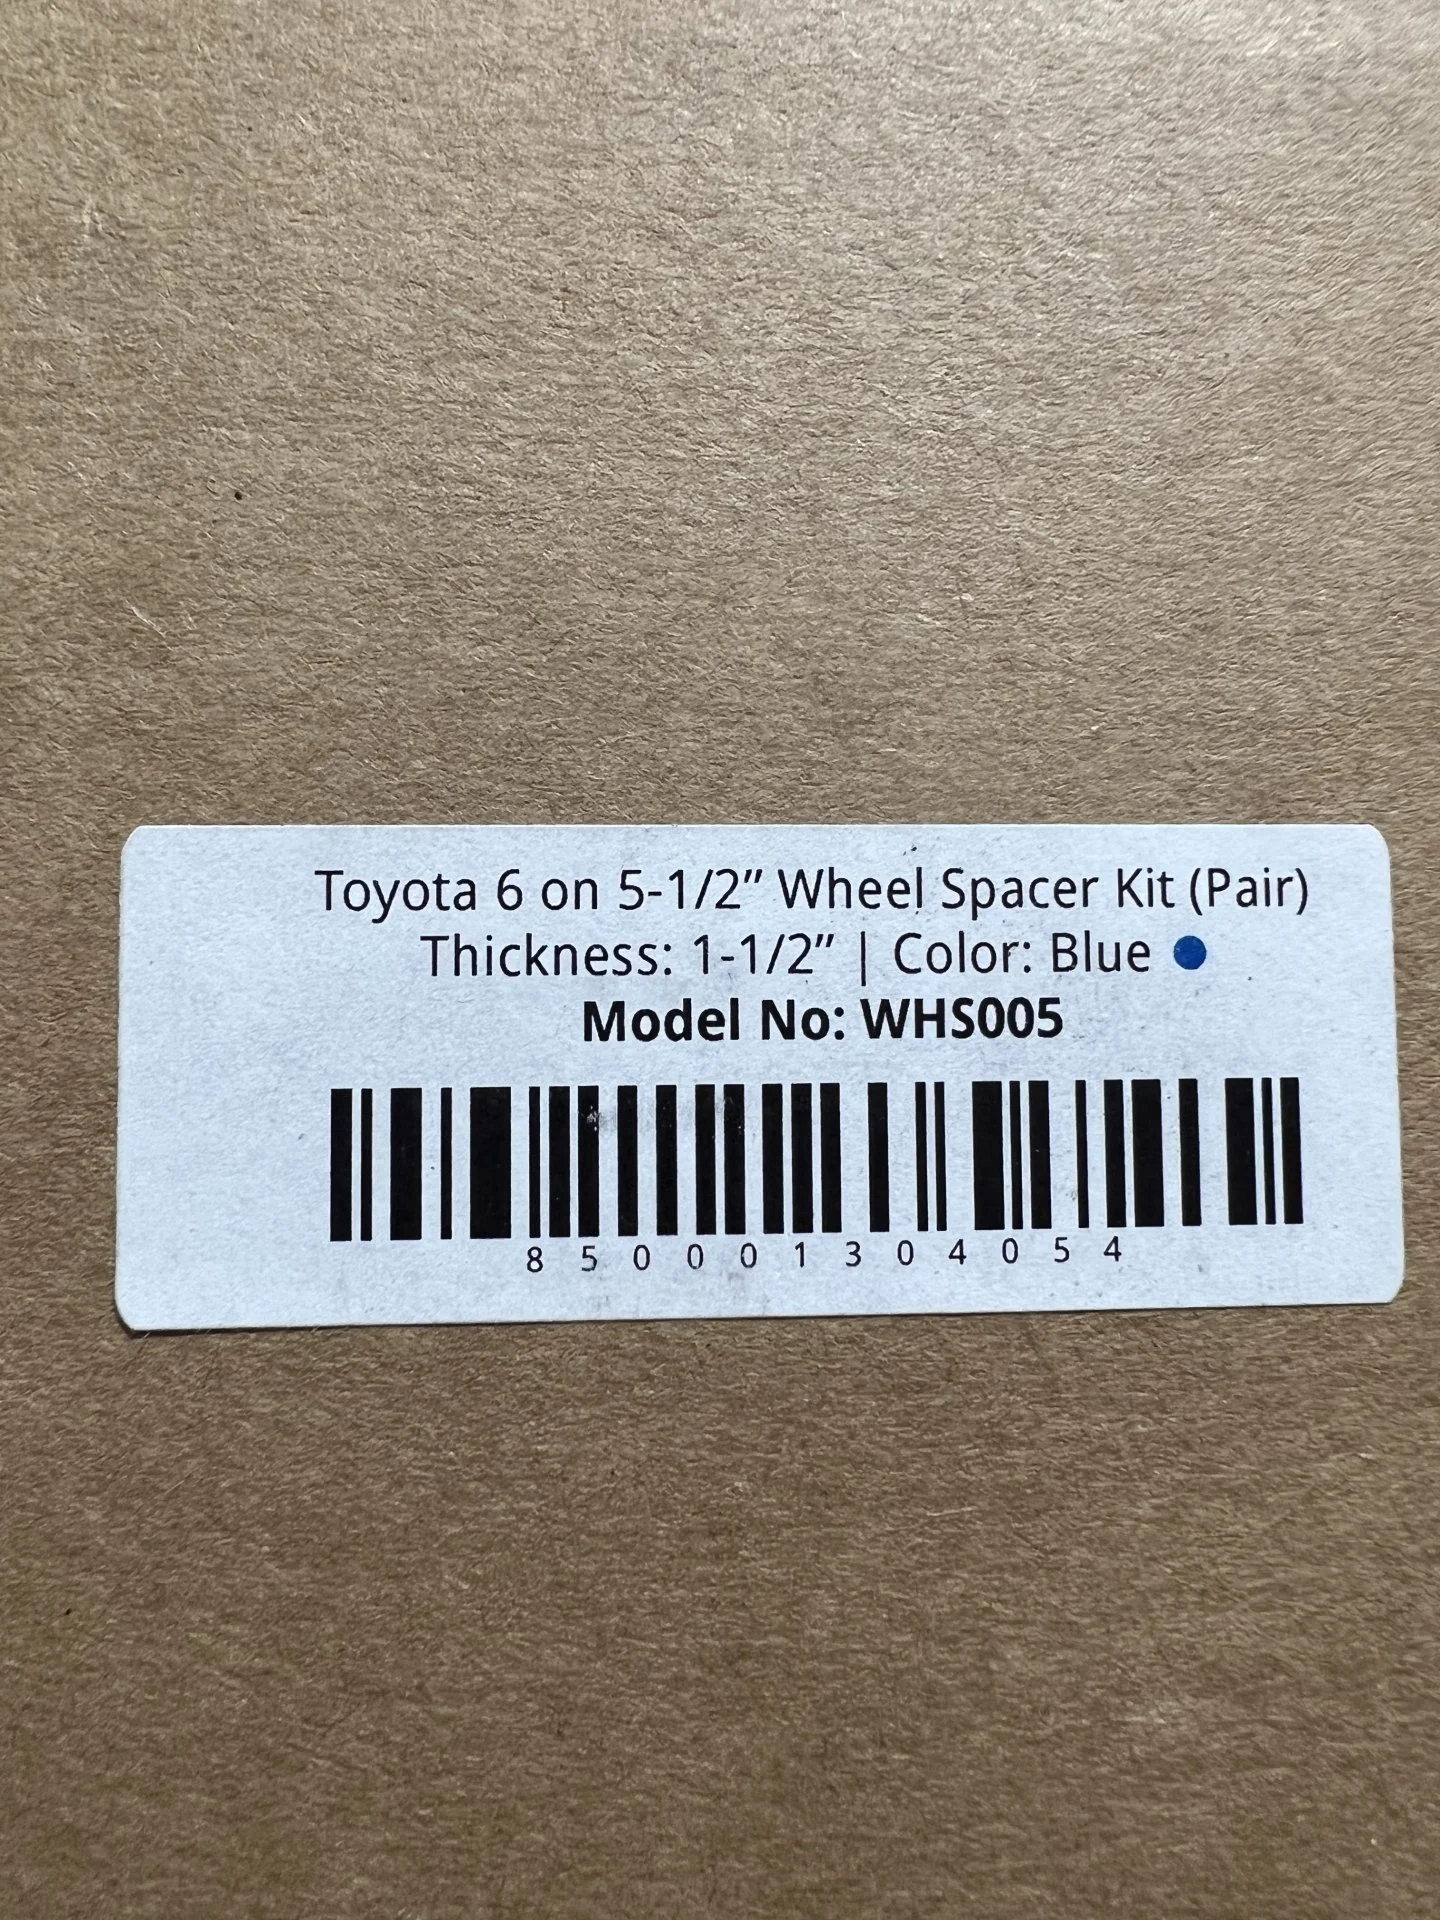 Toyota 6 on 5-1/2” Wheel Spacer Kit (Pair)
Thickness: 1-1/2” | Color: Blue
Model No: WHS005
850001304054